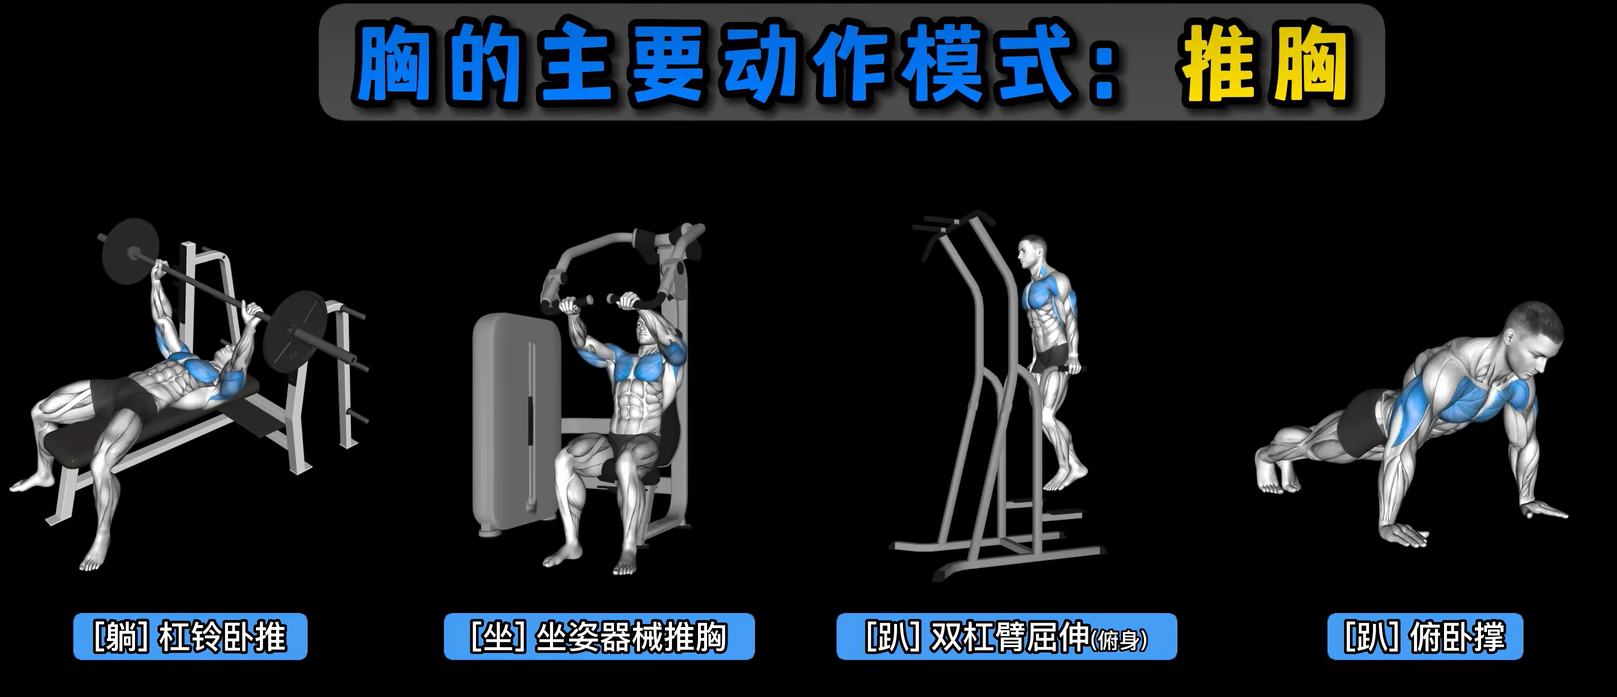 胸的主要动作模式：推胸
[躺] 杠铃卧推
[坐] 坐姿器械推胸
[趴] 双杠臂屈伸(俯身)
[趴] 俯卧撑